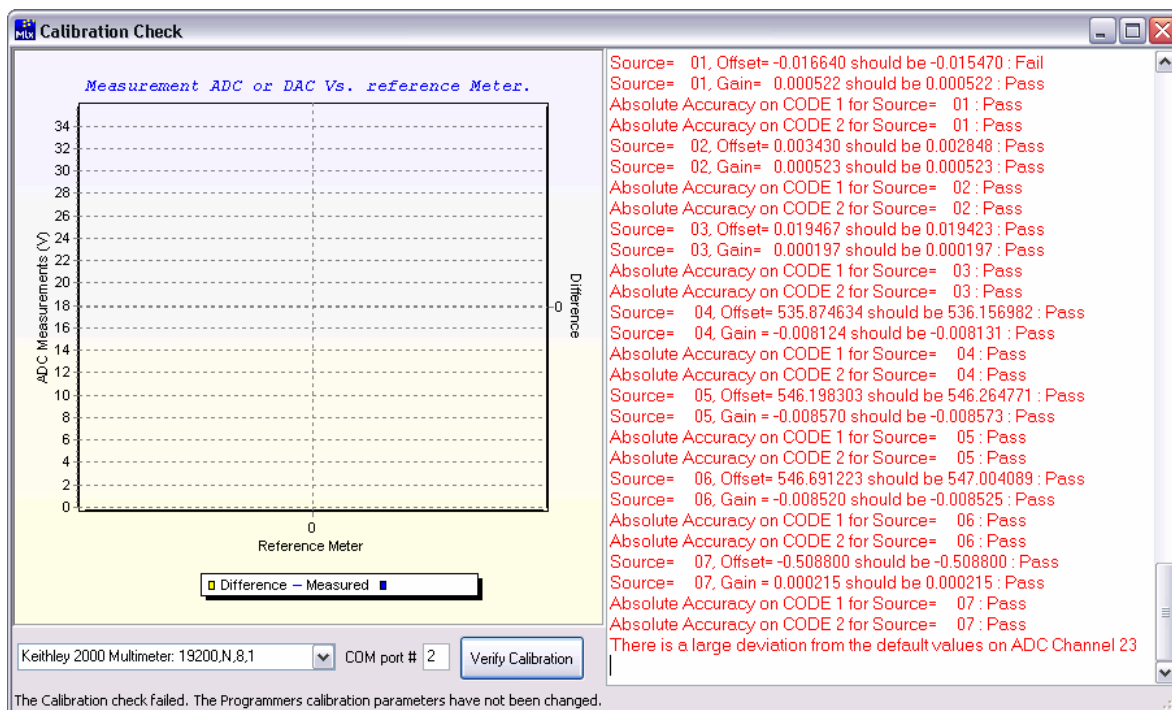 Mlx Calibration Check
Measurement ADC or DAC Vs. reference Meter.
34
32
30
28
26
24
22
20
18
16
14
12
10
8
6
4
2
0
ADC Measurements (V)
0
Difference
0
Reference Meter
Difference Measured
Source= 01, Offset= -0.016640 should be -0.015470 : Fail
Source= 01, Gain= 0.000522 should be 0.000522 : Pass
Absolute Accuracy on CODE 1 for Source= 01 : Pass
Absolute Accuracy on CODE 2 for Source= 01 : Pass
Source= 02, Offset= 0.003430 should be 0.002848 : Pass
Source= 02, Gain= 0.000523 should be 0.000523 : Pass
Absolute Accuracy on CODE 1 for Source= 02 : Pass
Absolute Accuracy on CODE 2 for Source= 02 : Pass
Source= 03, Offset= 0.019467 should be 0.019423 : Pass
Source= 03, Gain= 0.000197 should be 0.000197 : Pass
Absolute Accuracy on CODE 1 for Source= 03 : Pass
Absolute Accuracy on CODE 2 for Source= 03 : Pass
Source= 04, Offset= 535.874634 should be 536.156982 : Pass
Source= 04, Gain = -0.008124 should be -0.008131 : Pass
Absolute Accuracy on CODE 1 for Source= 04 : Pass
Absolute Accuracy on CODE 2 for Source= 04 : Pass
Source= 05, Offset= 546.198303 should be 546.264771 : Pass
Source= 05, Gain = -0.008570 should be -0.008573 : Pass
Absolute Accuracy on CODE 1 for Source= 05 : Pass
Absolute Accuracy on CODE 2 for Source= 05 : Pass
Source= 06, Offset= 546.691223 should be 547.004089 : Pass
Source= 06, Gain = -0.008520 should be -0.008525 : Pass
Absolute Accuracy on CODE 1 for Source= 06 : Pass
Absolute Accuracy on CODE 2 for Source= 06 : Pass
Source= 07, Offset= -0.508800 should be -0.508800 : Pass
Source= 07, Gain = 0.000215 should be 0.000215 : Pass
Absolute Accuracy on CODE 1 for Source= 07 : Pass
Absolute Accuracy on CODE 2 for Source= 07 : Pass
There is a large deviation from the default values on ADC Channel 23
Keithley 2000 Multimeter: 19200,N,8,1 COM port # 2 Verify Calibration
The Calibration check failed. The Programmers calibration parameters have not been changed.